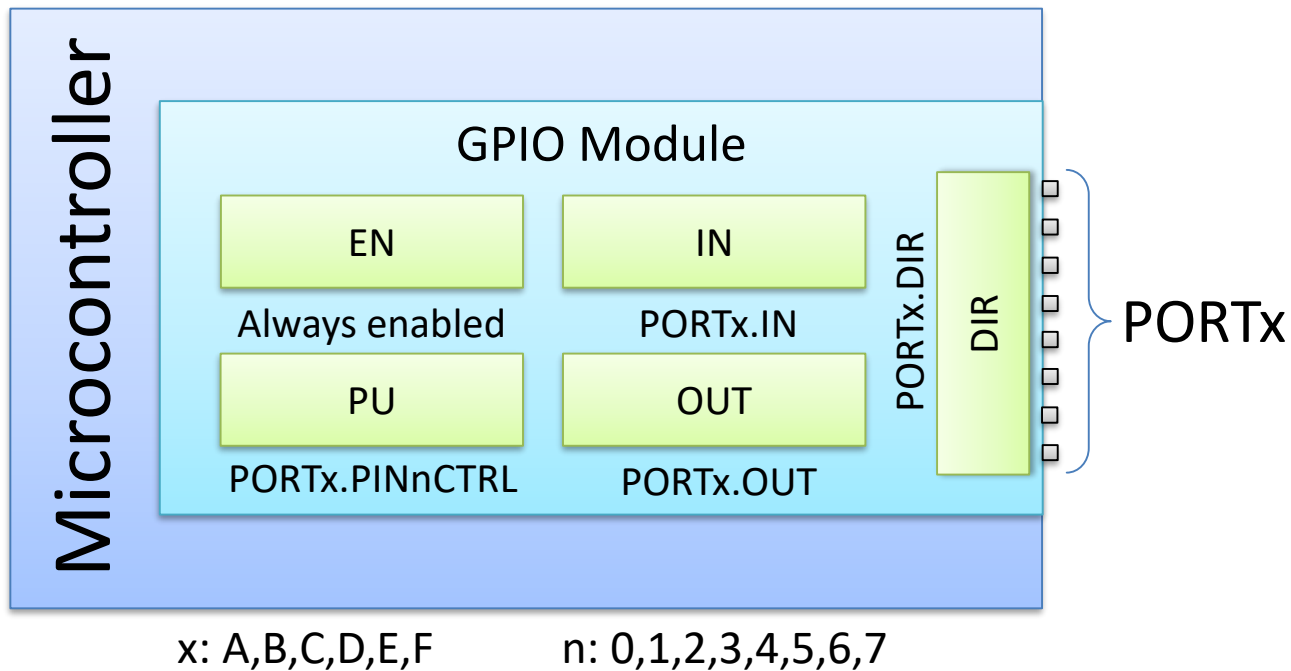 Microcontroller
GPIO Module
EN
IN
Always enabled
PORTx.IN
PU
OUT
PORTx.PINnCTRL
PORTx.OUT
PORTx.DIR
DIR
PORTx
x: A,B,C,D,E,F
n: 0,1,2,3,4,5,6,7